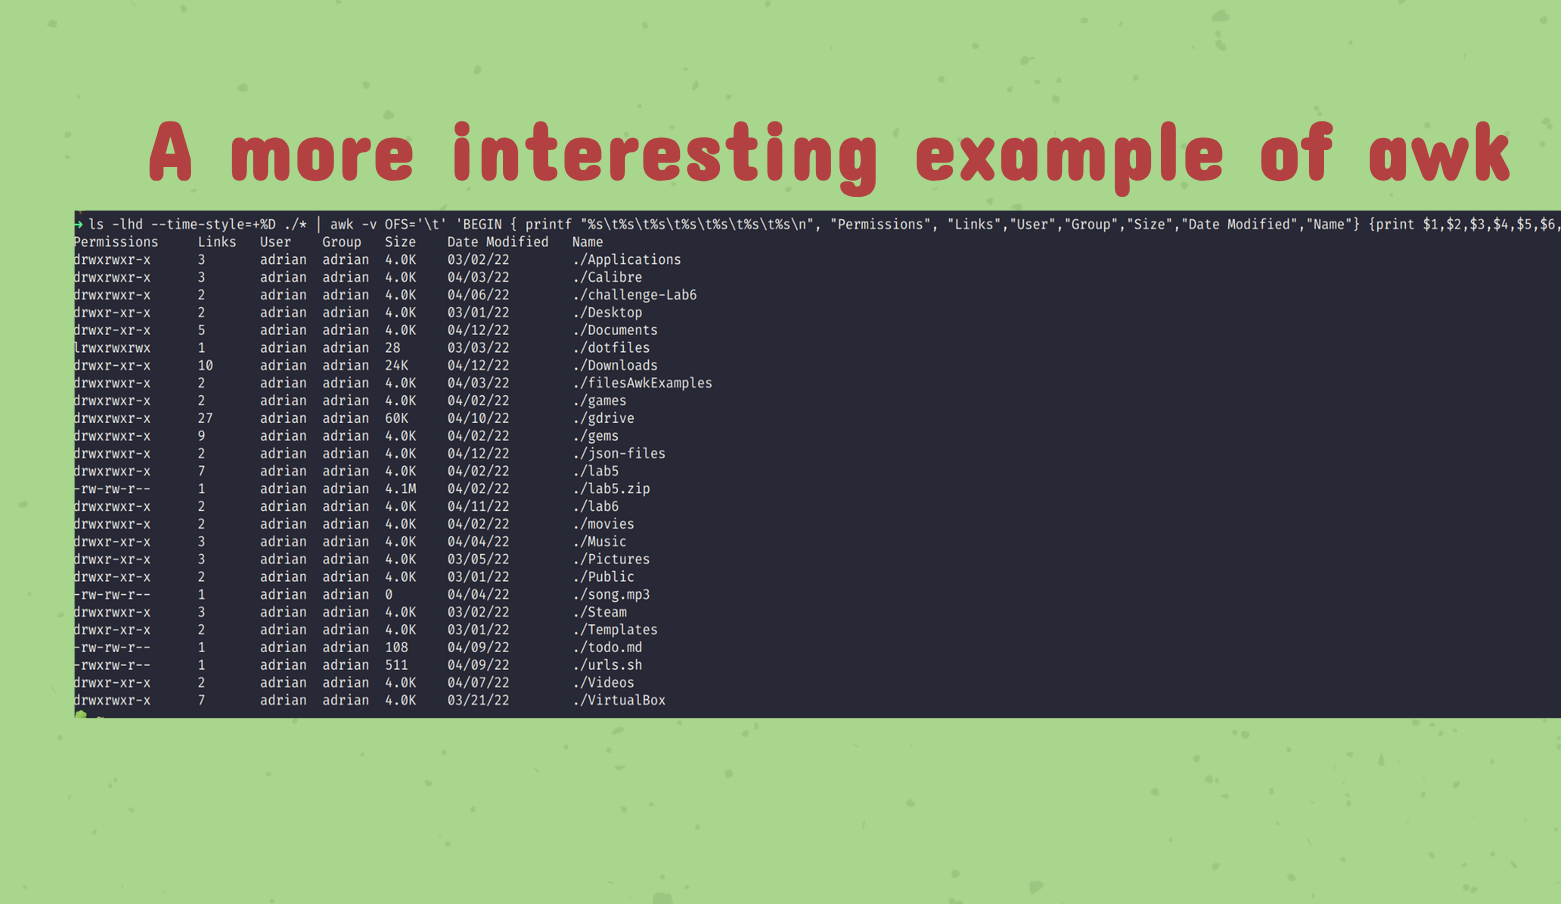 A more interesting example of awk
→ ls -lhd --time-style=+%D ./* | awk -v OFS='\t' 'BEGIN { printf "%s\t%s\t%s\t%s\t%s\t%s\t%s\n", "Permissions", "Links","User","Group","Size","Date Modified","Name"} {print $1,$2,$3,$4,$5,$6,
Permissions Links User Group Size Date Modified Name
drwxrwxr-x 3 adrian adrian 4.0K 03/02/22 ./Applications
drwxrwxr-x 3 adrian adrian 4.0K 04/03/22 ./Calibre
drwxrwxr-x 2 adrian adrian 4.0K 04/06/22 ./challenge-Lab6
drwxr-xr-x 2 adrian adrian 4.0K 03/01/22 ./Desktop
drwxr-xr-x 5 adrian adrian 4.0K 04/12/22 ./Documents
lrwxrwxrwx 1 adrian adrian 28 03/03/22 ./dotfiles
drwxr-xr-x 10 adrian adrian 24K 04/12/22 ./Downloads
drwxrwxr-x 2 adrian adrian 4.0K 04/03/22 ./filesAwkExamples
drwxrwxr-x 2 adrian adrian 4.0K 04/02/22 ./games
drwxrwxr-x 27 adrian adrian 60K 04/10/22 ./gdrive
drwxrwxr-x 9 adrian adrian 4.0K 04/02/22 ./gems
drwxrwxr-x 2 adrian adrian 4.0K 04/12/22 ./json-files
drwxrwxr-x 7 adrian adrian 4.0K 04/02/22 ./lab5
-rw-rw-r-- 1 adrian adrian 4.1M 04/02/22 ./lab5.zip
drwxrwxr-x 2 adrian adrian 4.0K 04/11/22 ./lab6
drwxrwxr-x 2 adrian adrian 4.0K 04/02/22 ./movies
drwxr-xr-x 3 adrian adrian 4.0K 04/04/22 ./Music
drwxr-xr-x 3 adrian adrian 4.0K 03/05/22 ./Pictures
drwxr-xr-x 2 adrian adrian 4.0K 03/01/22 ./Public
-rw-rw-r-- 1 adrian adrian 0 04/04/22 ./song.mp3
drwxrwxr-x 3 adrian adrian 4.0K 03/02/22 ./Steam
drwxr-xr-x 2 adrian adrian 4.0K 03/01/22 ./Templates
-rw-rw-r-- 1 adrian adrian 108 04/09/22 ./todo.md
-rwxrw-r-- 1 adrian adrian 511 04/09/22 ./urls.sh
drwxr-xr-x 2 adrian adrian 4.0K 04/07/22 ./Videos
drwxrwxr-x 7 adrian adrian 4.0K 03/21/22 ./VirtualBox